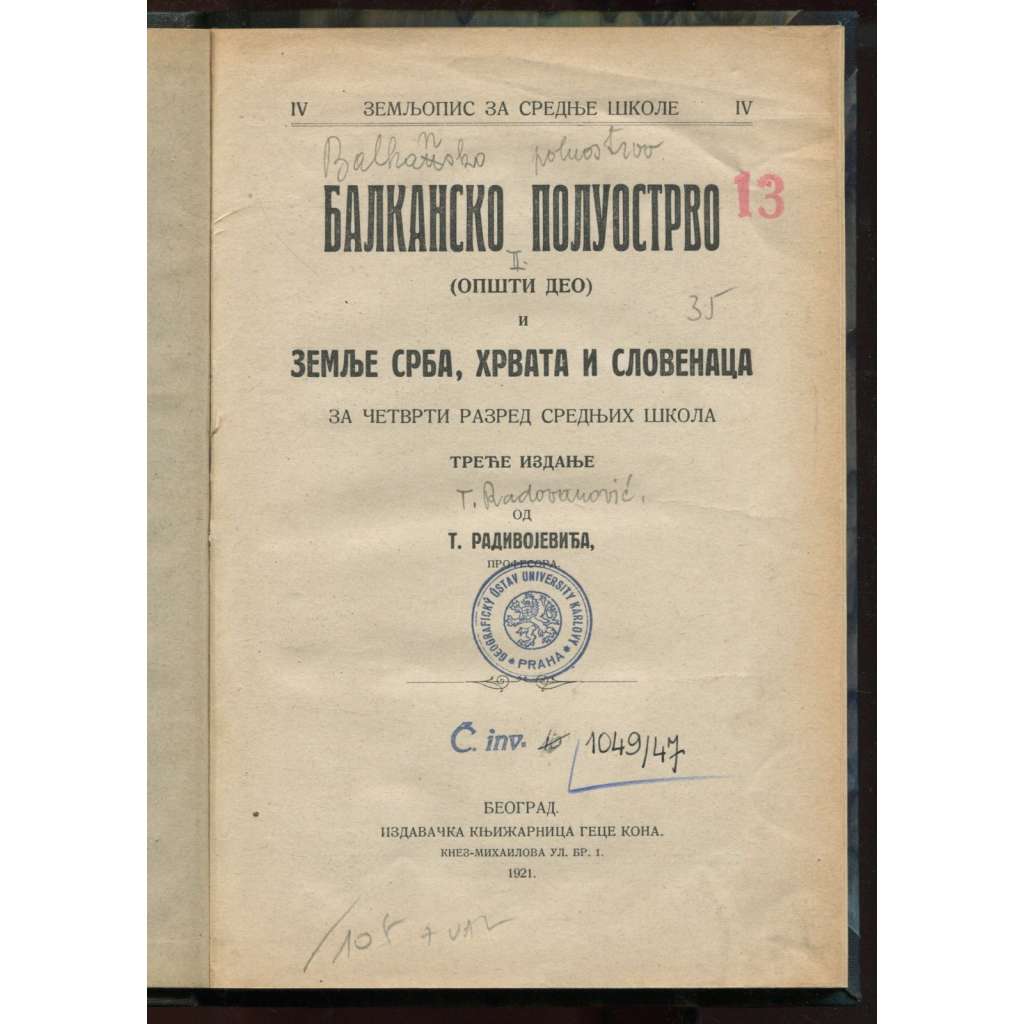 IV ЗЕМЉОПИС ЗА СРЕДЊЕ ШКОЛЕ IV
Balkansko poluostrvo
БАЛКАНСКО ПОЛУОСТРВО 13
II.
(ОПШТИ ДЕО)
35
и
ЗЕМЉЕ СРБА, ХРВАТА И СЛОВЕНАЦА
ЗА ЧЕТВРТИ РАЗРЕД СРЕДЊИХ ШКОЛА
ТРЕЋЕ ИЗДАЊЕ
T. Radovanović.
ОД
Т. РАДИВОЈЕВИЋА,
ПРОФЕСОРА.
GEOGRAFICKÝ ÚSTAV UNIVERSITY KARLOVY
* PRAHA *
Č. inv. 1049/47
БЕОГРАД.
ИЗДАВАЧКА КЊИЖАРНИЦА ГЕЦЕ КОНА.
КНЕЗ-МИХАИЛОВА УЛ. БР. 1.
1921.